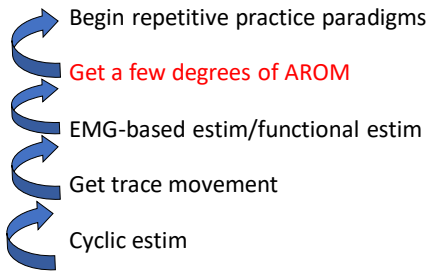 Begin repetitive practice paradigms
Get a few degrees of AROM
EMG-based estim/functional estim
Get trace movement
Cyclic estim